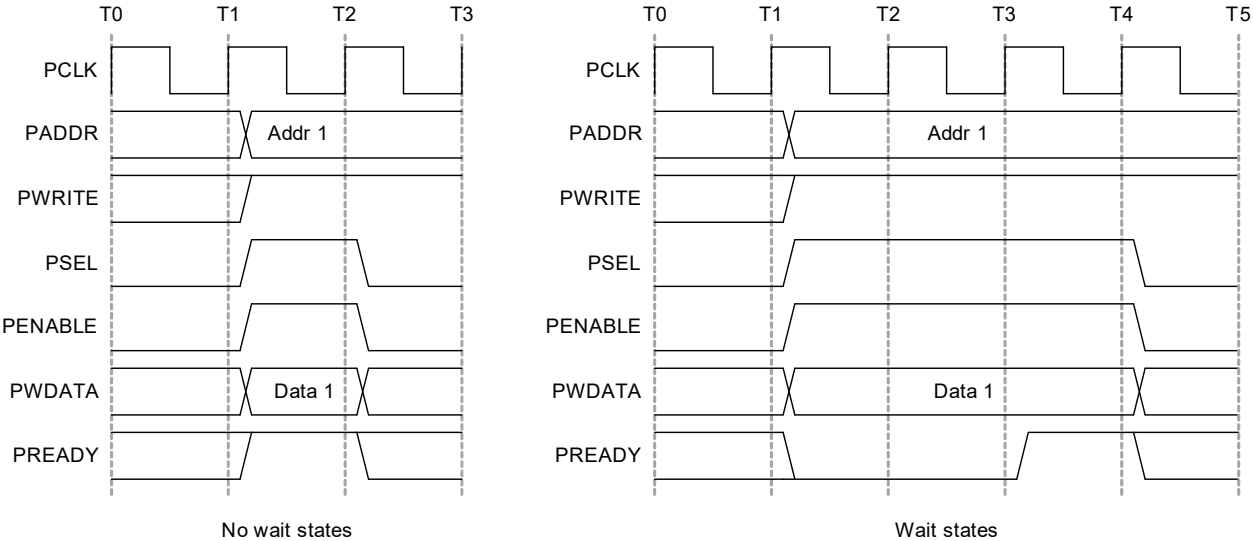 T0 T1 T2 T3
PCLK
PADDR Addr 1
PWRITE
PSEL
PENABLE
PWDATA Data 1
PREADY
No wait states
T0 T1 T2 T3 T4 T5
PCLK
PADDR Addr 1
PWRITE
PSEL
PENABLE
PWDATA Data 1
PREADY
Wait states